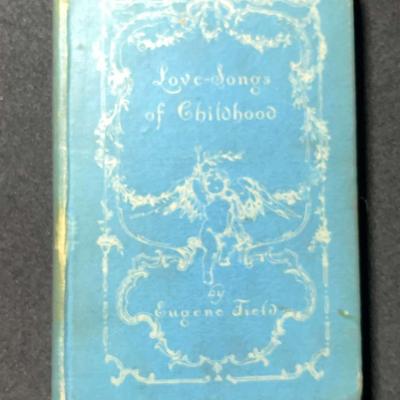 Love-Songs
of Childhood
by
Eugene Field